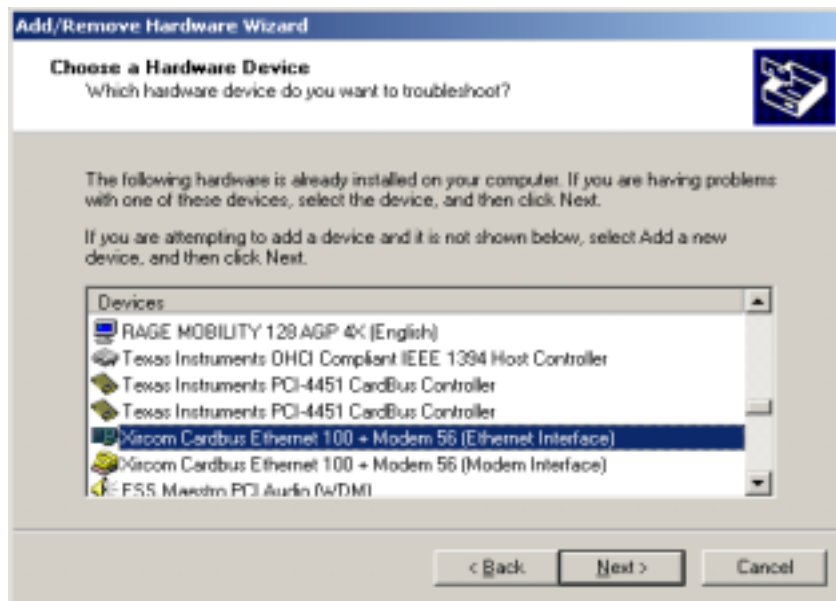 Add/Remove Hardware Wizard
Choose a Hardware Device
Which hardware device do you want to troubleshoot?
The following hardware is already installed on your computer. If you are having problems
with one of these devices, select the device, and then click Next.
If you are attempting to add a device and it is not shown below, select Add a new
device, and then click Next.
Devices
RAGE MOBILITY 128 AGP 4X (English)
Texas Instruments OHCI Compliant IEEE 1394 Host Controller
Texas Instruments PCI-4451 CardBus Controller
Texas Instruments PCI-4451 CardBus Controller
Xircom Cardbus Ethernet 100 + Modem 56 (Ethernet Interface)
Xircom Cardbus Ethernet 100 + Modem 56 (Modem Interface)
ESS Maestro PCI Audio (WDM)
< Back
Next >
Cancel